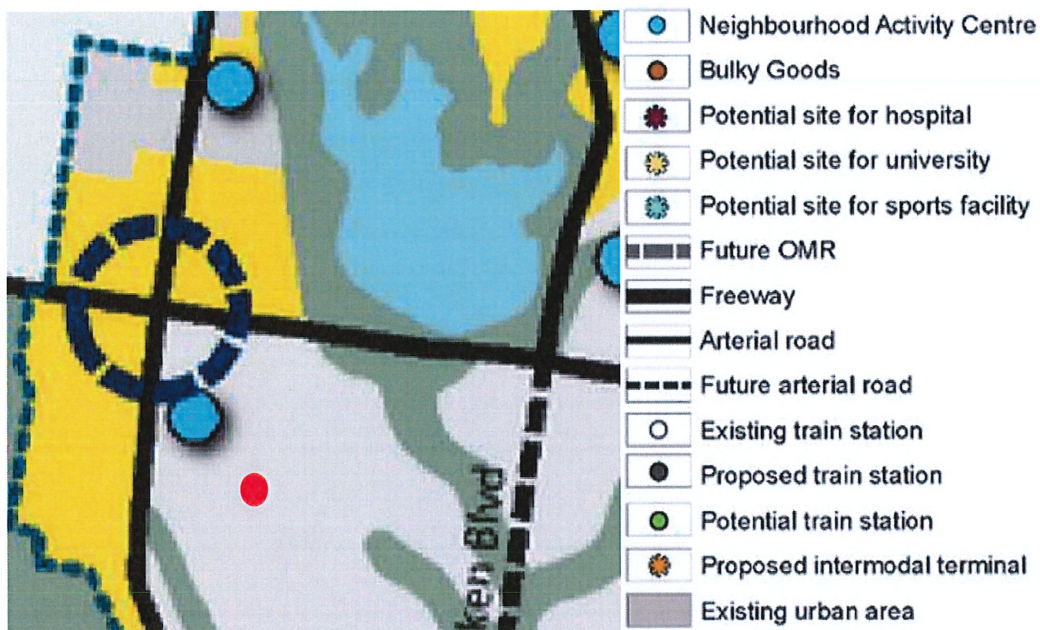 Neighbourhood Activity Centre
Bulky Goods
Potential site for hospital
Potential site for university
Potential site for sports facility
Future OMR
Freeway
Arterial road
Future arterial road
Existing train station
Proposed train station
Potential train station
Proposed intermodal terminal
Existing urban area
ken Blvd